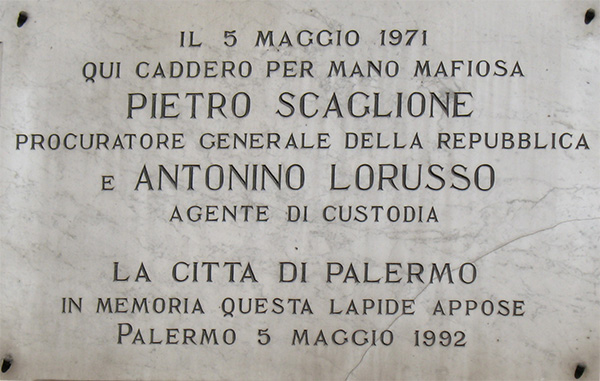 IL 5 MAGGIO 1971
QUI CADDERO PER MANO MAFIOSA
PIETRO SCAGLIONE
PROCURATORE GENERALE DELLA REPUBBLICA
E ANTONINO LORUSSO
AGENTE DI CUSTODIA
LA CITTA DI PALERMO
IN MEMORIA QUESTA LAPIDE APPOSE
PALERMO 5 MAGGIO 1992